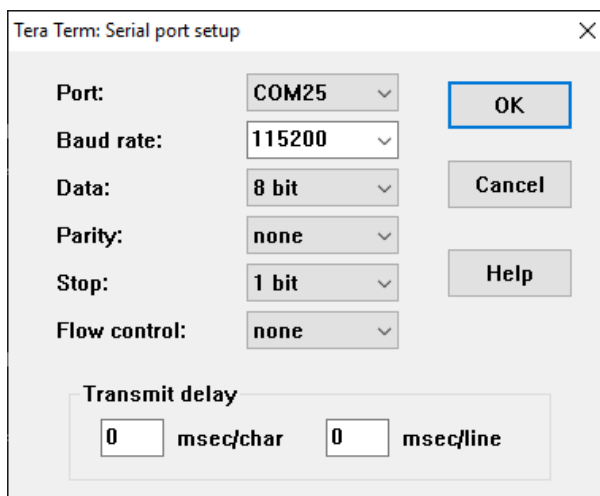 Tera Term: Serial port setup
Port: COM25
OK
Baud rate: 115200
Data: 8 bit
Cancel
Parity: none
Stop: 1 bit
Help
Flow control: none
Transmit delay
0 msec/char 0 msec/line